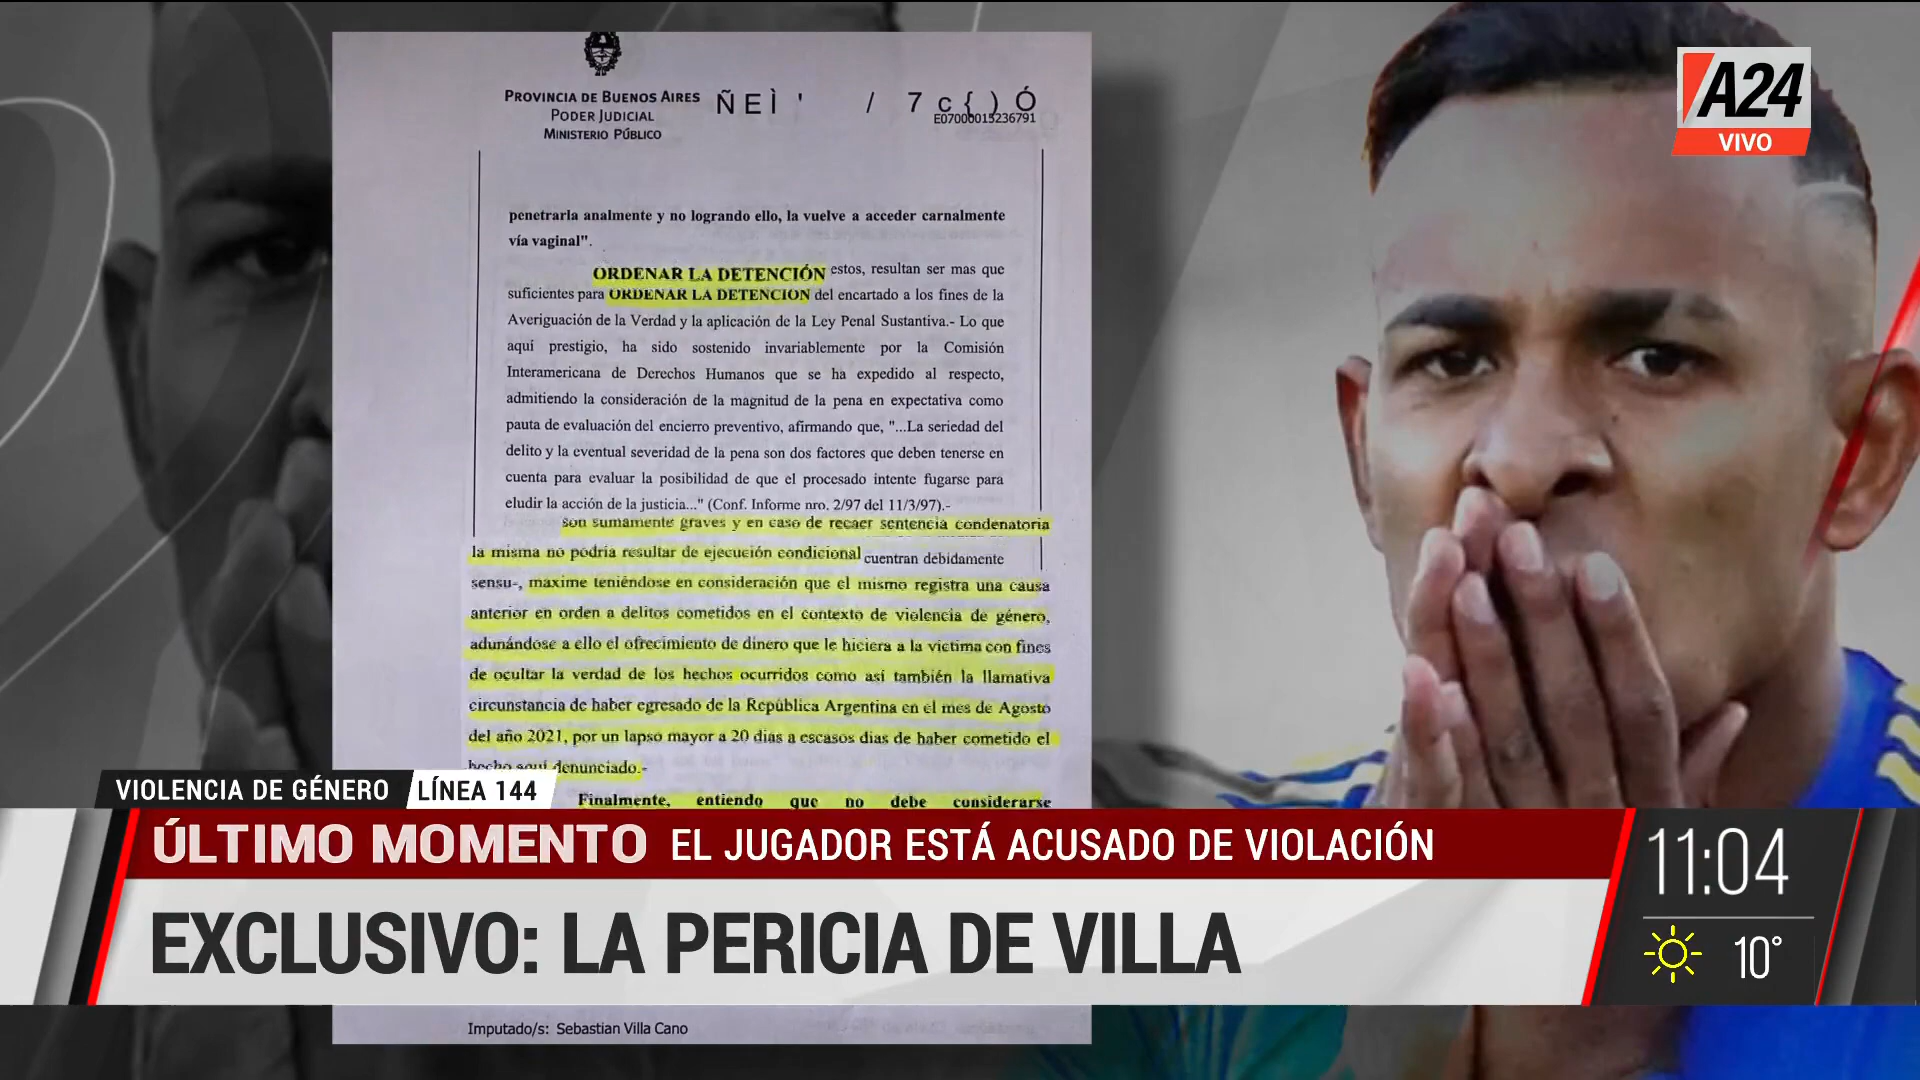 PROVINCIA DE BUENOS AIRES
PODER JUDICIAL
MINISTERIO PÚBLICO
ÑEÌ ' / 7 c{ ) Ó
E07000015236791
penetrarla analmente y no logrando ello, la vuelve a acceder carnalmente
vía vaginal".
ORDENAR LA DETENCIÓN estos, resultan ser mas que
suficientes para ORDENAR LA DETENCION del encartado a los fines de la
Averiguación de la Verdad y la aplicación de la Ley Penal Sustantiva.- Lo que
aquí prestigio, ha sido sostenido invariablemente por la Comisión
Interamericana de Derechos Humanos que se ha expedido al respecto,
admitiendo la consideración de la magnitud de la pena en expectativa como
pauta de evaluación del encierro preventivo, afirmando que, "...La seriedad del
delito y la eventual severidad de la pena son dos factores que deben tenerse en
cuenta para evaluar la posibilidad de que el procesado intente fugarse para
eludir la acción de la justicia..." (Conf. Informe nro. 2/97 del 11/3/97).-
son sumamente graves y en caso de recaer sentencia condenatoria
la misma no podría resultar de ejecución condicional cuentran debidamente
sensu-, maxime teniéndose en consideración que el mismo registra una causa
anterior en orden a delitos cometidos en el contexto de violencia de género,
adunándose a ello el ofrecimiento de dinero que le hiciera a la victima con fines
de ocultar la verdad de los hechos ocurridos como asi también la llamativa
circunstancia de haber egresado de la República Argentina en el mes de Agosto
del año 2021, por un lapso mayor a 20 dias a escasos dias de haber cometido el
hecho aquí denunciado.-
Finalmente, entiendo que no debe considerarse
Imputado/s: Sebastian Villa Cano
A24
VIVO
VIOLENCIA DE GÉNERO LÍNEA 144
ÚLTIMO MOMENTO EL JUGADOR ESTÁ ACUSADO DE VIOLACIÓN
EXCLUSIVO: LA PERICIA DE VILLA
11:04
10°